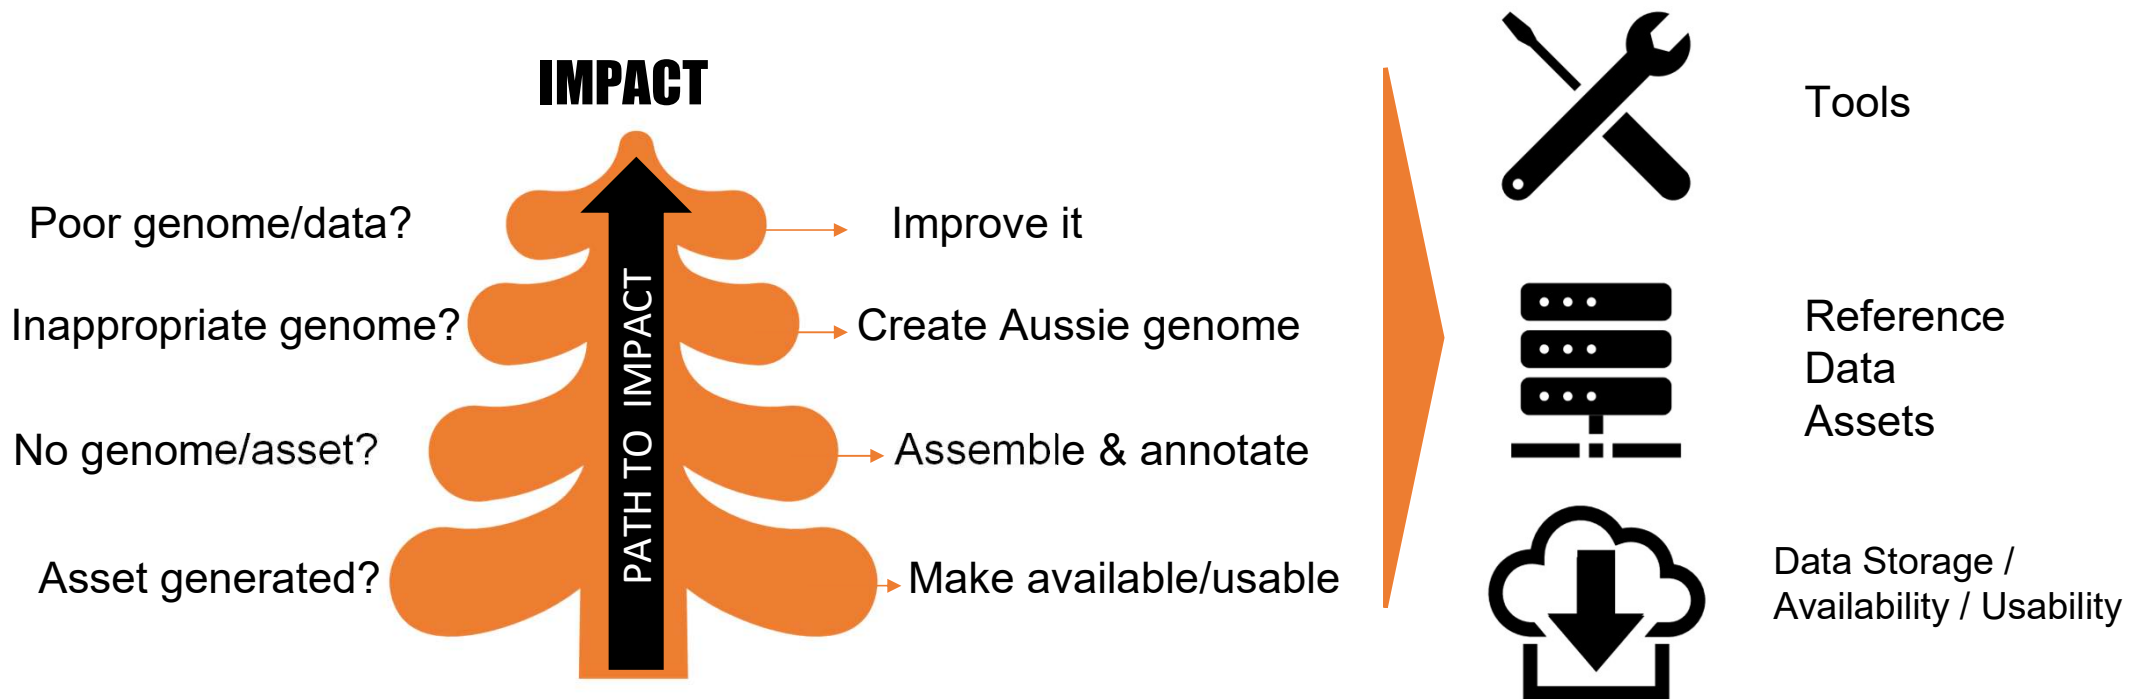 IMPACT
Poor genome/data?
Improve it
Inappropriate genome?
Create Aussie genome
No genome/asset?
Assemble & annotate
Asset generated?
Make available/usable
PATH TO IMPACT
Tools
Reference
Data
Assets
Data Storage /
Availability / Usability